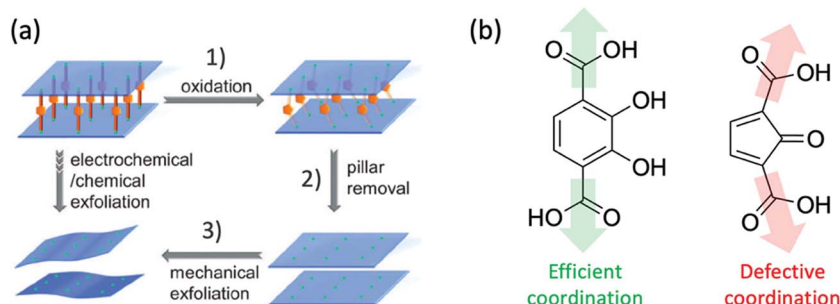 (a)
1)
oxidation
electrochemical
/chemical
exfoliation
2)
pillar
removal
3)
mechanical
exfoliation
(b)
O
OH
OH
OH
HO
O
Efficient
coordination
O
OH
O
OH
O
Defective
coordination